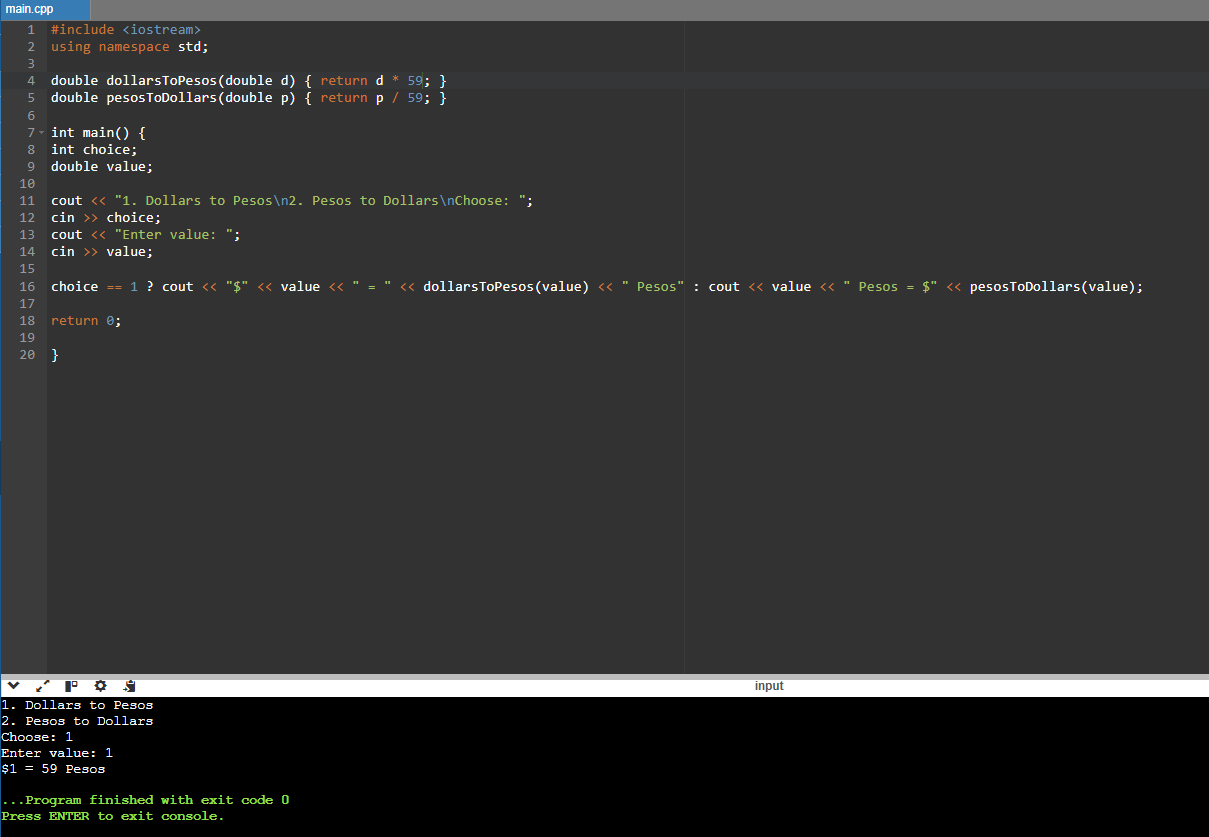 main.cpp
1 #include <iostream>
2 using namespace std;
3
4 double dollarsToPesos(double d) { return d * 59; }
5 double pesosToDollars(double p) { return p / 59; }
6
7 int main() {
8 int choice;
9 double value;
10
11 cout << "1. Dollars to Pesos\n2. Pesos to Dollars\nChoose: ";
12 cin >> choice;
13 cout << "Enter value: ";
14 cin >> value;
15
16 choice == 1 ? cout << "$" << value << " = " << dollarsToPesos(value) << " Pesos" : cout << value << " Pesos = $" << pesosToDollars(value);
17
18 return 0;
19
20 }
input
1. Dollars to Pesos
2. Pesos to Dollars
Choose: 1
Enter value: 1
$1 = 59 Pesos
...Program finished with exit code 0
Press ENTER to exit console.